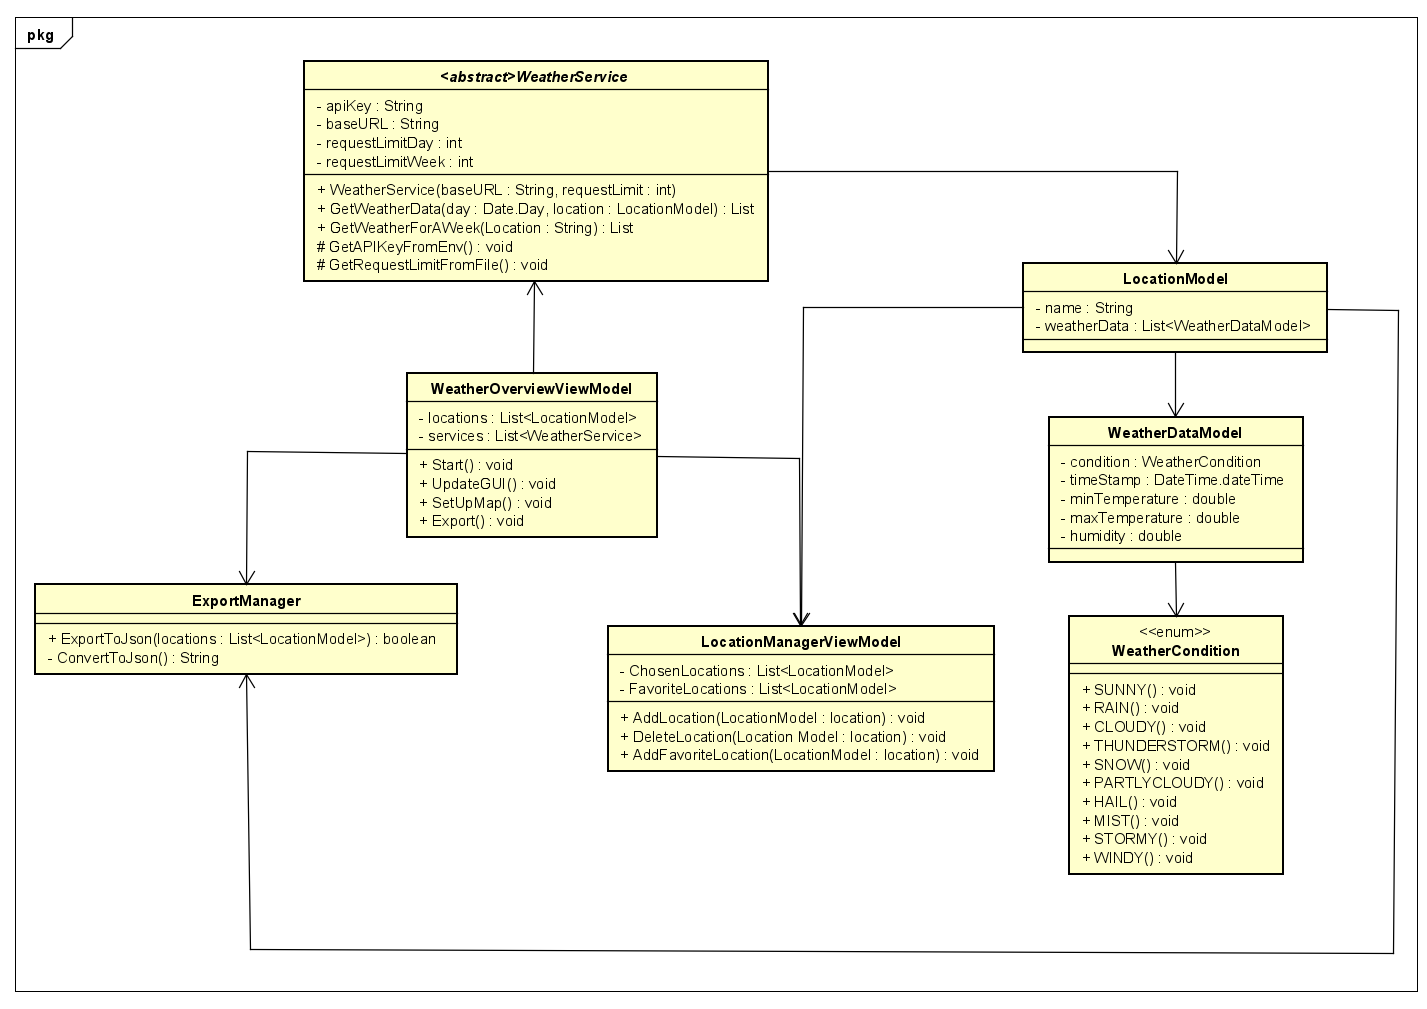 pkg
<abstract>WeatherService
- apiKey : String
- baseURL : String
- requestLimitDay : int
- requestLimitWeek : int
+ WeatherService(baseURL : String, requestLimit : int)
+ GetWeatherData(day : Date.Day, location : LocationModel) : List
+ GetWeatherForAWeek(Location : String) : List
# GetAPIKeyFromEnv() : void
# GetRequestLimitFromFile() : void
LocationModel
- name : String
- weatherData : List<WeatherDataModel>
WeatherOverviewViewModel
- locations : List<LocationModel>
- services : List<WeatherService>
+ Start() : void
+ UpdateGUI() : void
+ SetUpMap() : void
+ Export() : void
WeatherDataModel
- condition : WeatherCondition
- timeStamp : DateTime.dateTime
- minTemperature : double
- maxTemperature : double
- humidity : double
ExportManager
+ ExportToJson(locations : List<LocationModel>) : boolean
- ConvertToJson() : String
LocationManagerViewModel
- ChosenLocations : List<LocationModel>
- FavoriteLocations : List<LocationModel>
+ AddLocation(LocationModel : location) : void
+ DeleteLocation(Location Model : location) : void
+ AddFavoriteLocation(LocationModel : location) : void
<<enum>>
WeatherCondition
+ SUNNY() : void
+ RAIN() : void
+ CLOUDY() : void
+ THUNDERSTORM() : void
+ SNOW() : void
+ PARTLYCLOUDY() : void
+ HAIL() : void
+ MIST() : void
+ STORMY() : void
+ WINDY() : void